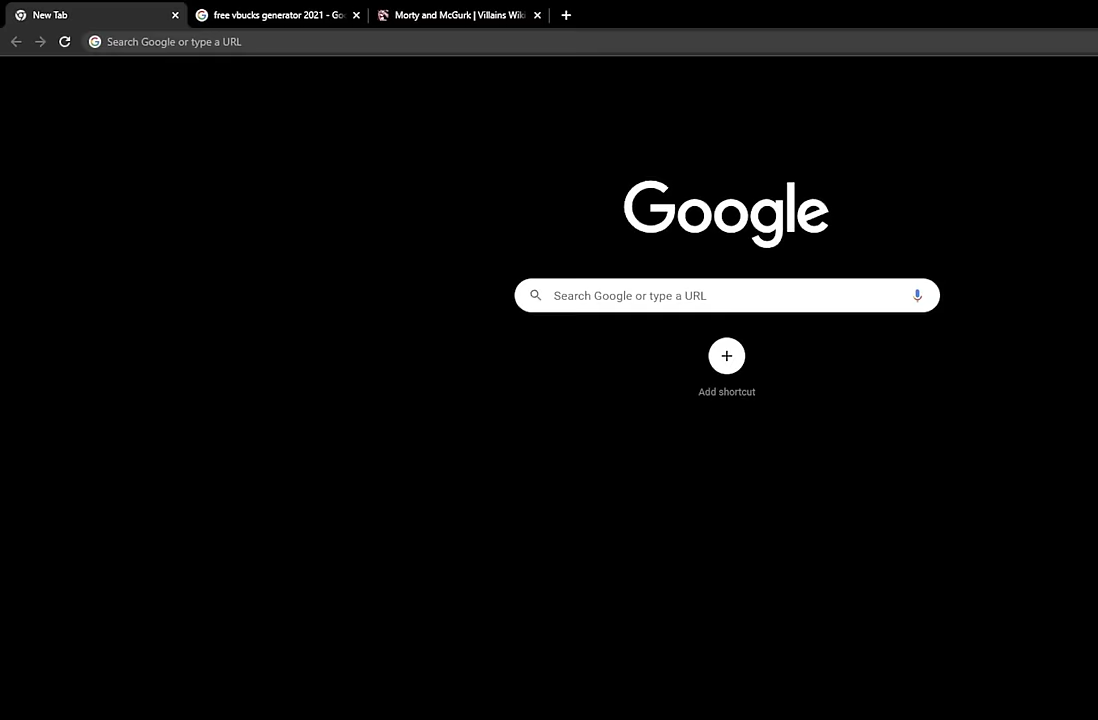 New Tab
free vbucks generator 2021 - Go
Morty and McGurk | Villains Wiki
Search Google or type a URL
Google
Search Google or type a URL
Add shortcut